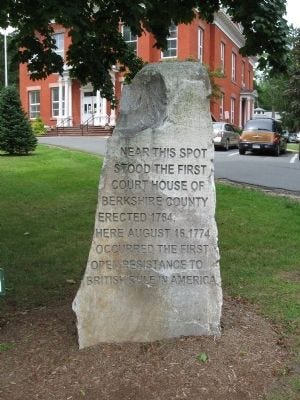 NEAR THIS SPOT
STOOD THE FIRST
COURT HOUSE OF
BERKSHIRE COUNTY
ERECTED 1764.
HERE AUGUST 16, 1774
OCCURRED THE FIRST
OPEN RESISTANCE TO
BRITISH RULE IN AMERICA